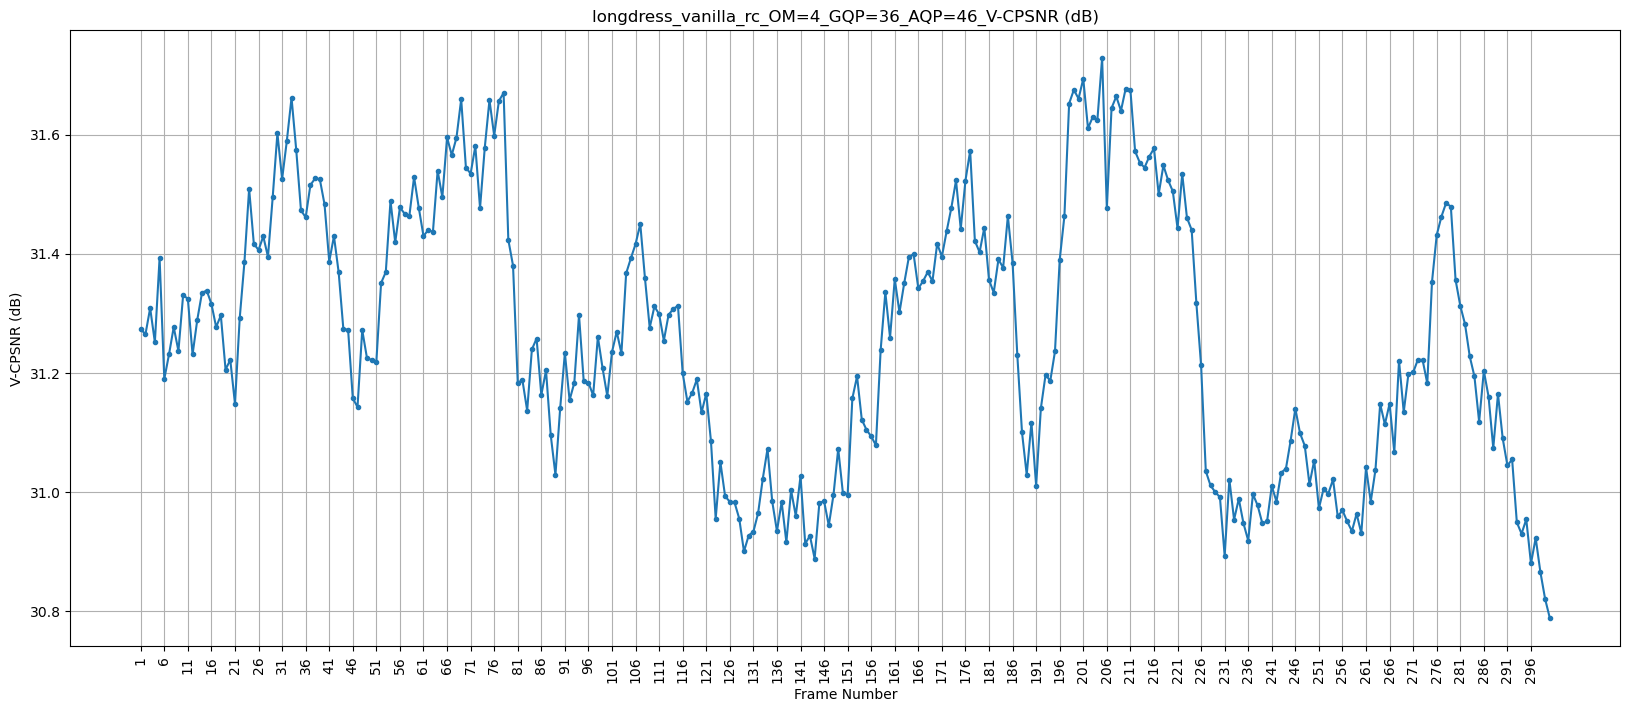 longdress_vanilla_rc_OM=4_GQP=36_AQP=46_V-CPSNR (dB)
V-CPSNR (dB)
31.6
31.4
31.2
31.0
30.8
1 6 11 16 21 26 31 36 41 46 51 56 61 66 71 76 81 86 91 96 101 106 111 116 121 126 131 136 141 146 151 156 161 166 171 176 181 186 191 196 201 206 211 216 221 226 231 236 241 246 251 256 261 266 271 276 281 286 291 296
Frame Number